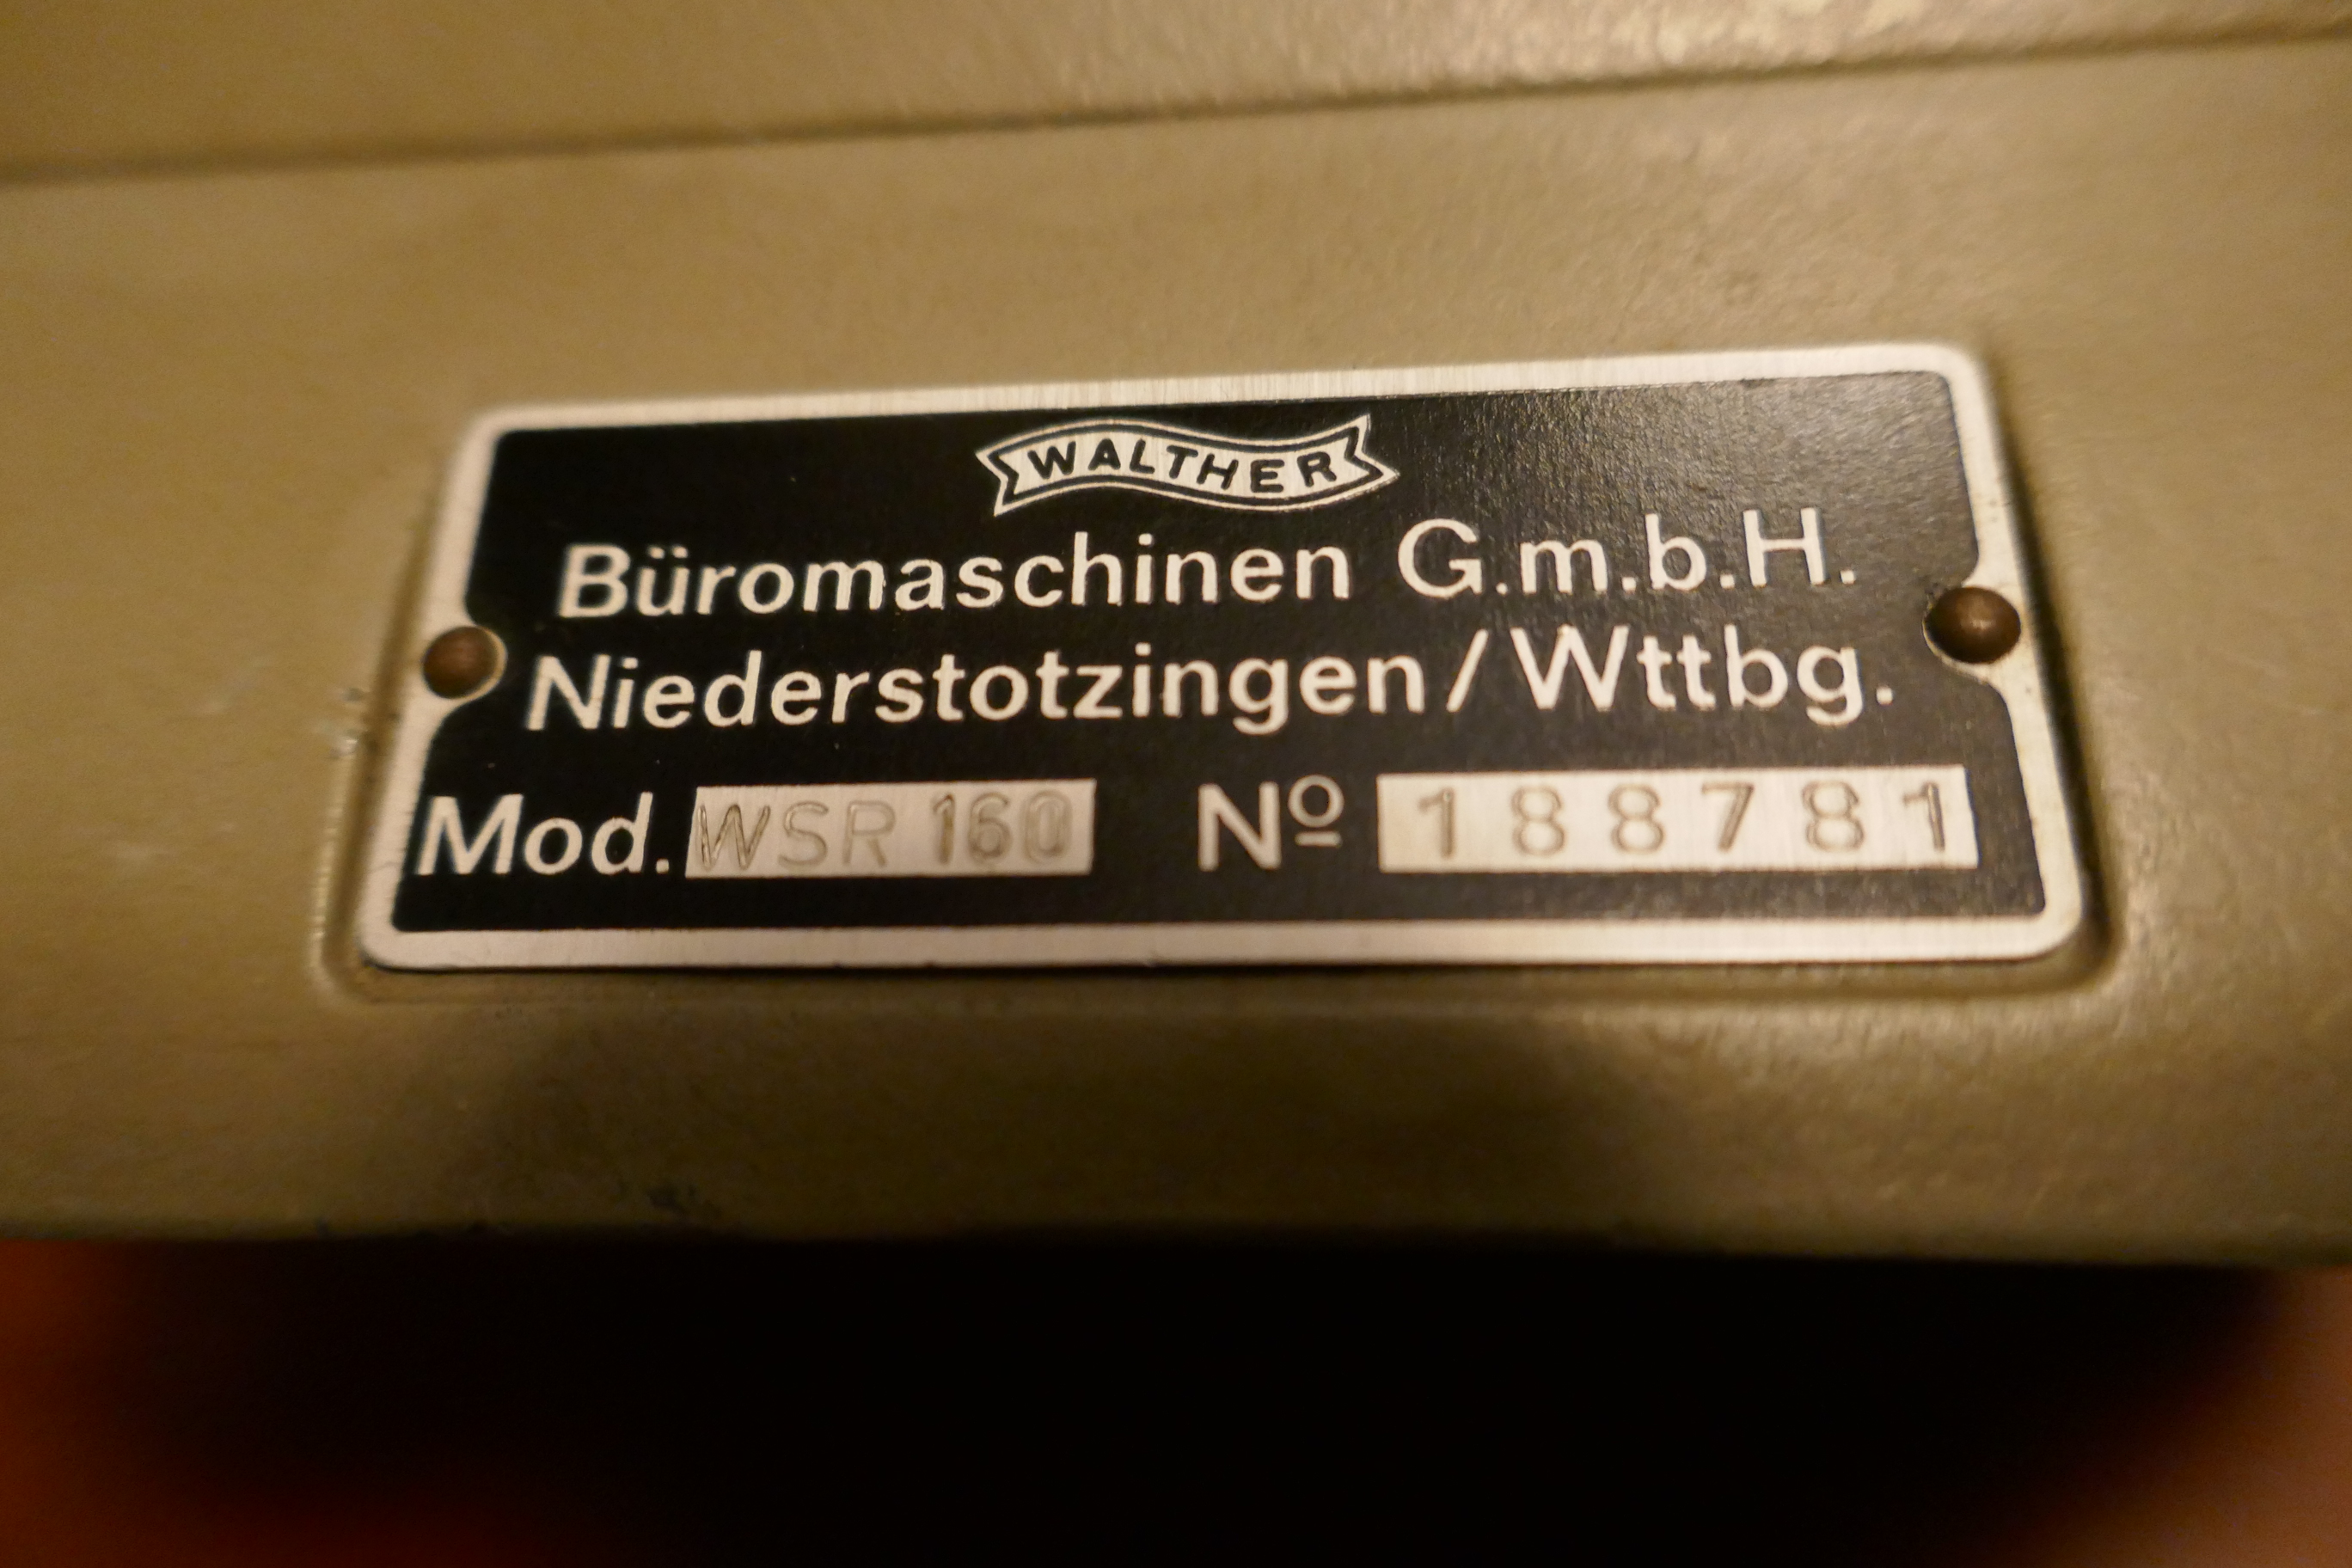 WALTHER
Büromaschinen G.m.b.H.
Niederstotzingen/Wttbg.
Mod. WSR 160 Nº 188781